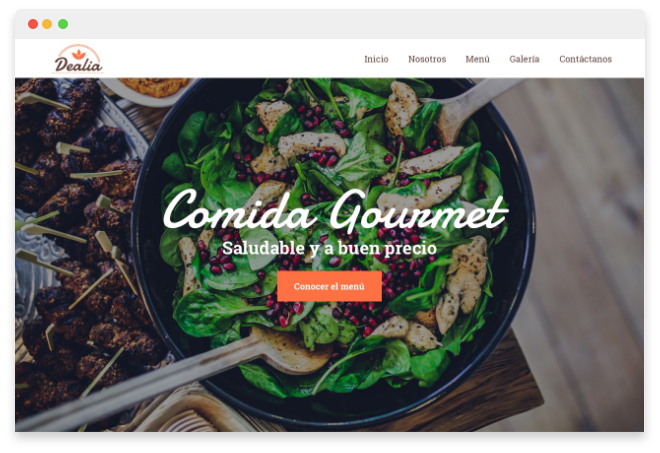 Dealia
Inicio Nosotros Menú Galería Contáctanos
Comida Gourmet
Saludable y a buen precio
Conocer el menú